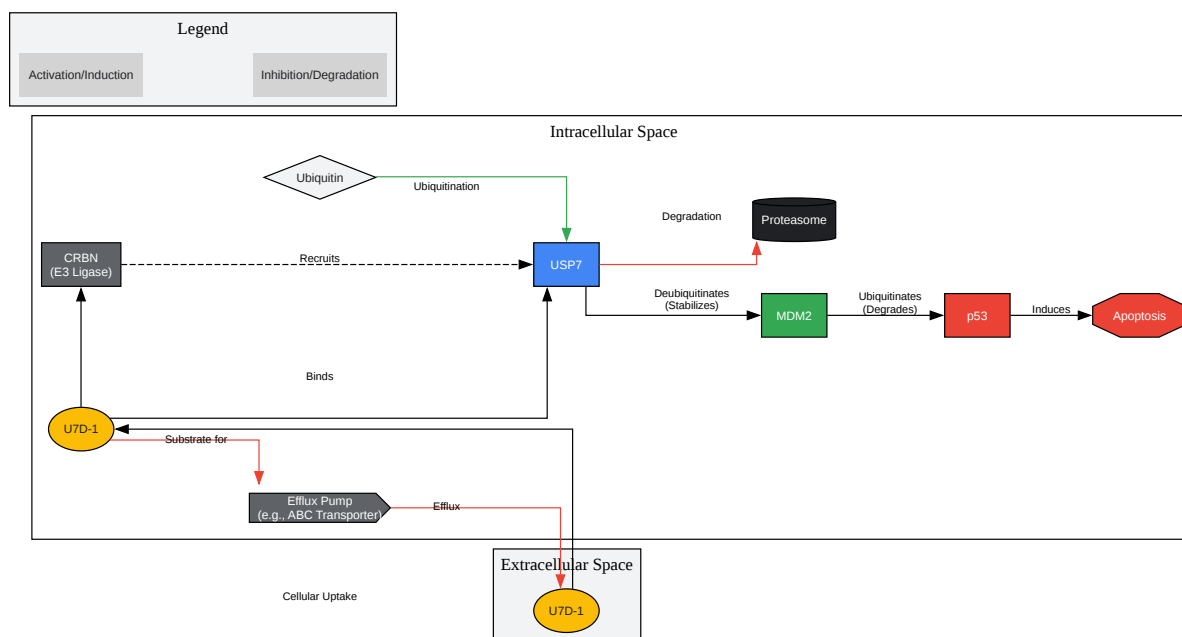 Legend
Activation/Induction
Inhibition/Degradation
Intracellular Space
Ubiquitin
Ubiquitination
Degradation
Proteasome
CRBN
(E3 Ligase)
Recruits
USP7
Deubiquitinates
(Stabilizes)
MDM2
Ubiquitinates
(Degrades)
p53
Induces
Apoptosis
Binds
U7D-1
Substrate for
Efflux Pump
(e.g., ABC Transporter)
Efflux
Extracellular Space
Cellular Uptake
U7D-1